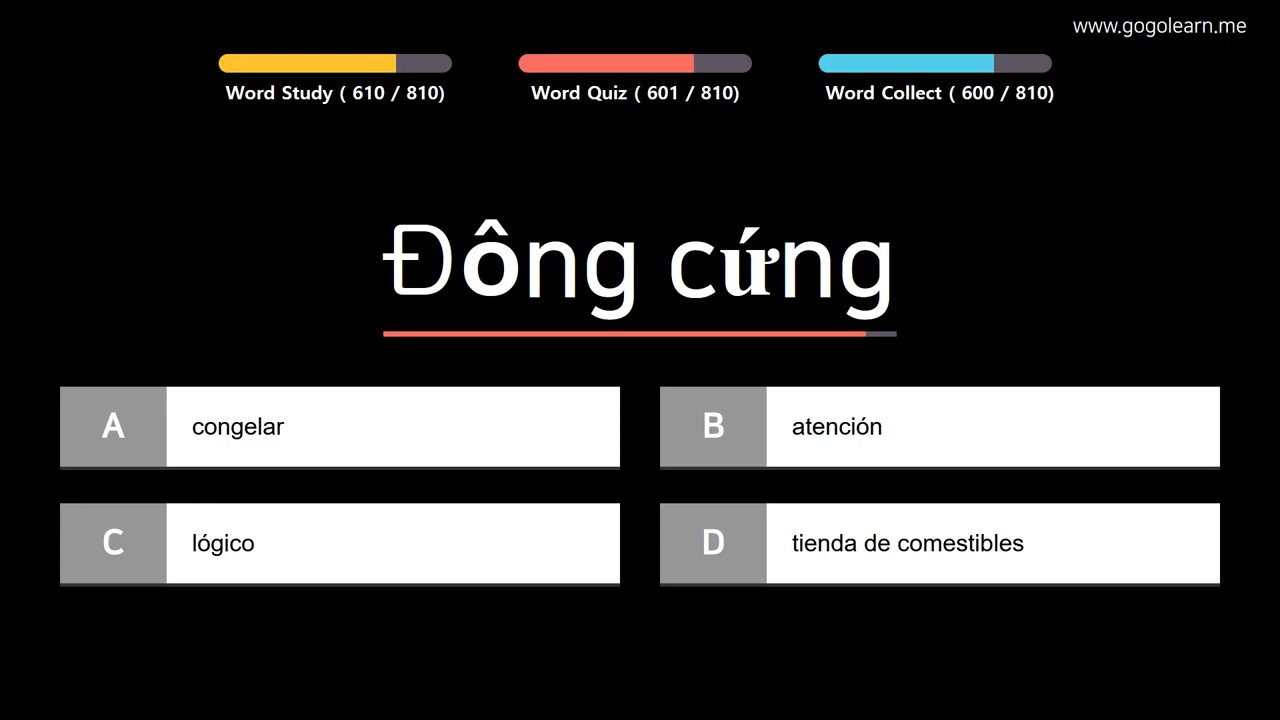 www.gogolearn.me
Word Study ( 610 / 810)
Word Quiz ( 601 / 810)
Word Collect ( 600 / 810)
Đông cứng
A congelar
B atención
C lógico
D tienda de comestibles